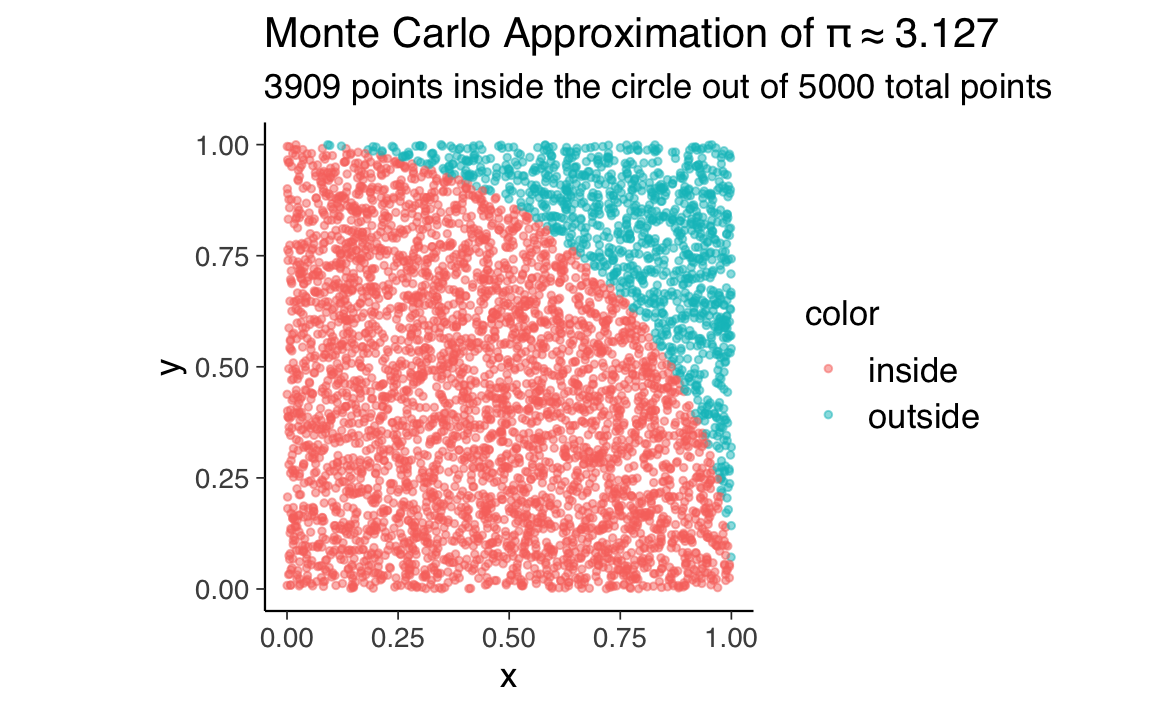 Monte Carlo Approximation of π ≈ 3.127
3909 points inside the circle out of 5000 total points
1.00
0.75
0.50
0.25
0.00
y
0.00 0.25 0.50 0.75 1.00
x
color
inside
outside